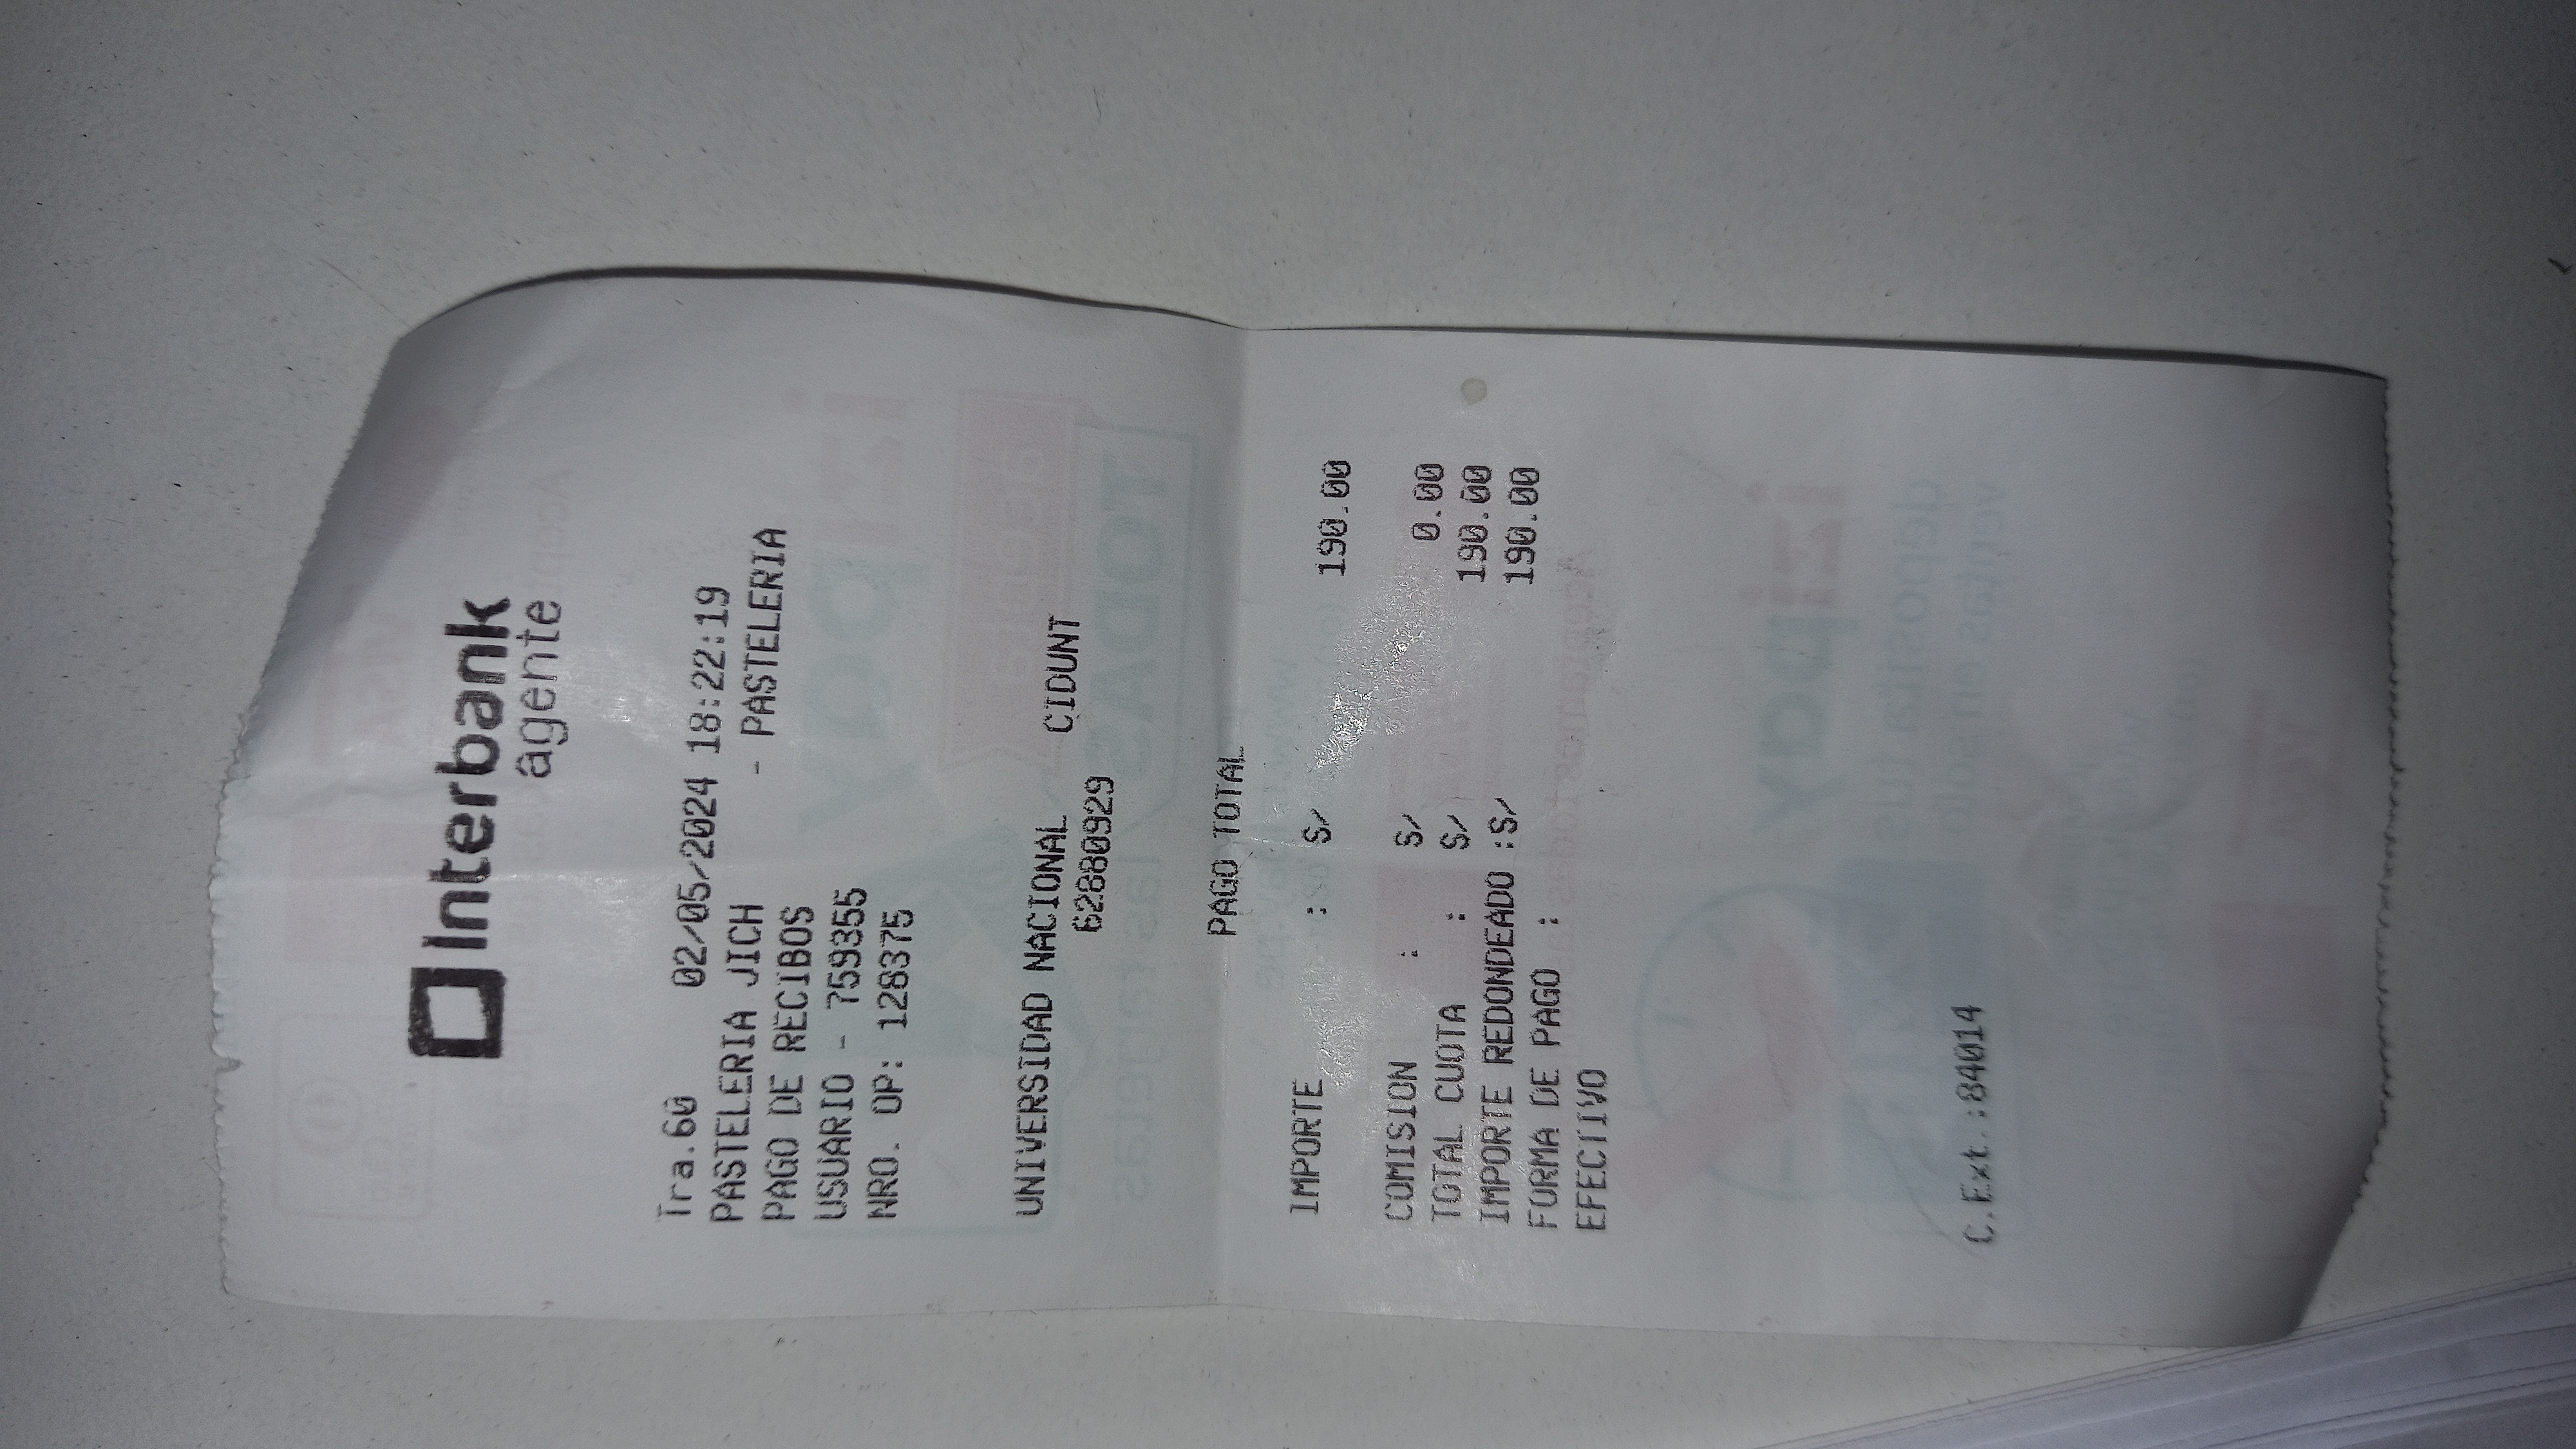 Interbank
agente
Tra.60 02/05/2024 18:22:19
PASTELERIA JICH - PASTELERIA
PAGO DE RECIBOS
USUARIO - 759355
NRO. OP: 128375
UNIVERSIDAD NACIONAL CIDUNT
62880929
PAGO TOTAL
IMPORTE : S/ 190.00
COMISION : S/ 0.00
TOTAL CUOTA : S/ 190.00
IMPORTE REDONDEADO :S/ 190.00
FORMA DE PAGO :
EFECTIVO
C.Ext.:84014